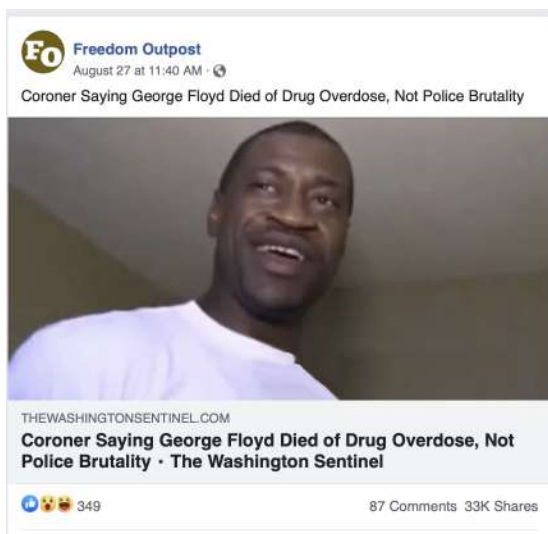 FO
Freedom Outpost
August 27 at 11:40 AM ·
Coroner Saying George Floyd Died of Drug Overdose, Not Police Brutality
THEWASHINGTONSENTINEL.COM
Coroner Saying George Floyd Died of Drug Overdose, Not
Police Brutality · The Washington Sentinel
349
87 Comments 33K Shares